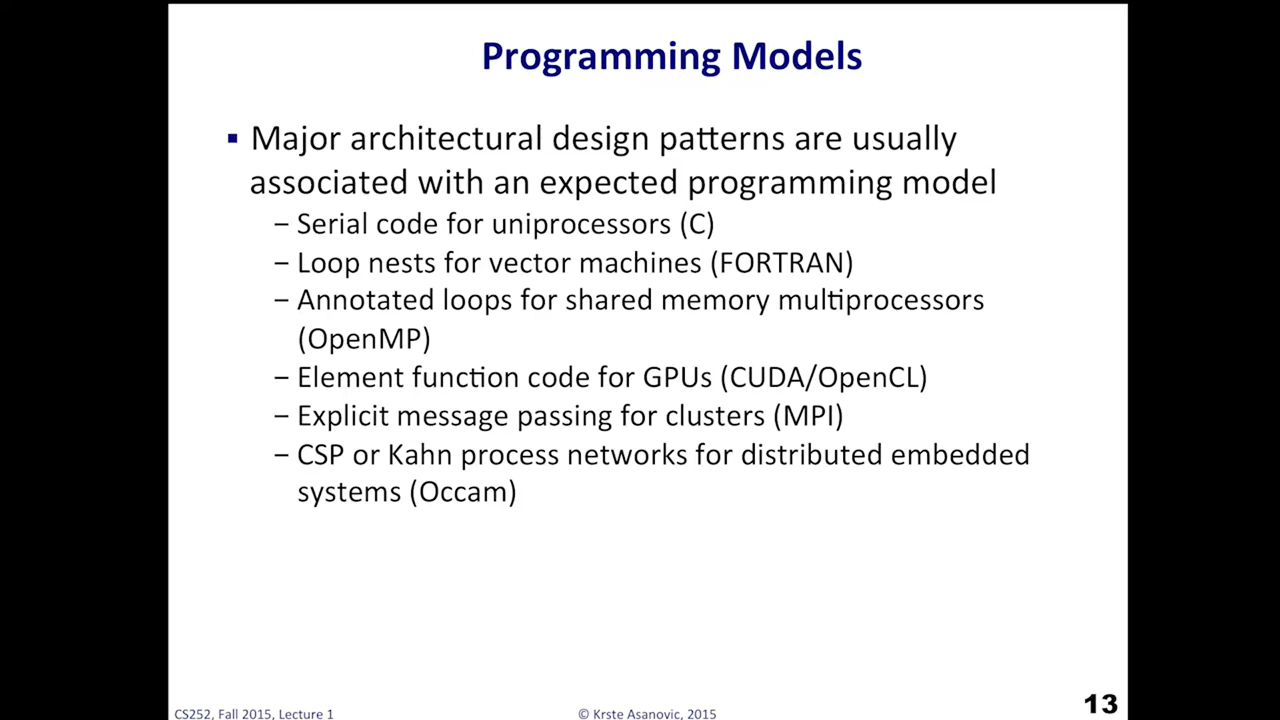 Programming Models
▪ Major architectural design patterns are usually
associated with an expected programming model
– Serial code for uniprocessors (C)
– Loop nests for vector machines (FORTRAN)
– Annotated loops for shared memory multiprocessors
(OpenMP)
– Element function code for GPUs (CUDA/OpenCL)
– Explicit message passing for clusters (MPI)
– CSP or Kahn process networks for distributed embedded
systems (Occam)
CS252, Fall 2015, Lecture 1
© Krste Asanovic, 2015
13